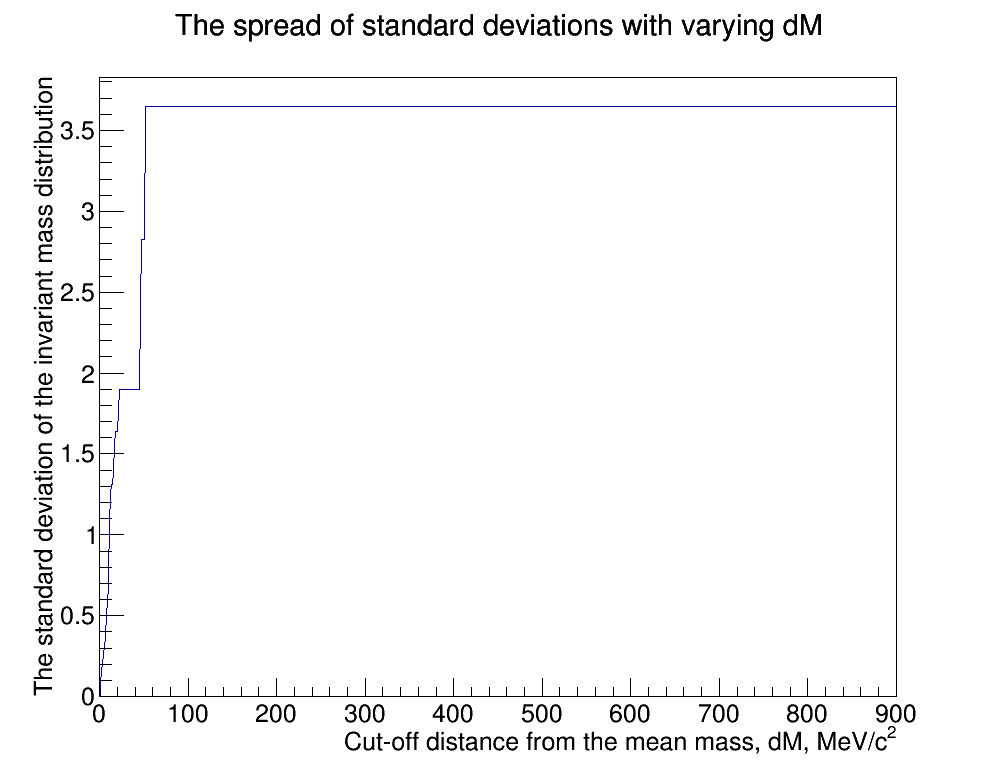 The spread of standard deviations with varying dM
The standard deviation of the invariant mass distribution
3.5
3
2.5
2
1.5
1
0.5
0
0 100 200 300 400 500 600 700 800 900
Cut-off distance from the mean mass, dM, MeV/c²